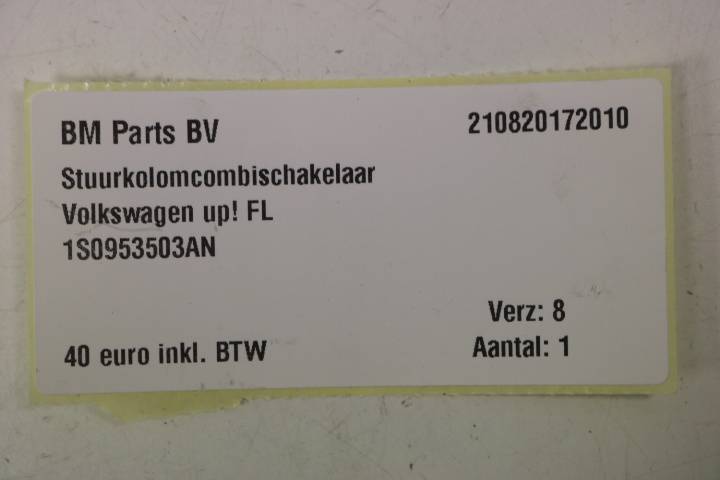 BM Parts BV
210820172010
Stuurkolomcombischakelaar
Volkswagen up! FL
1S0953503AN
Verz: 8
40 euro inkl. BTW
Aantal: 1